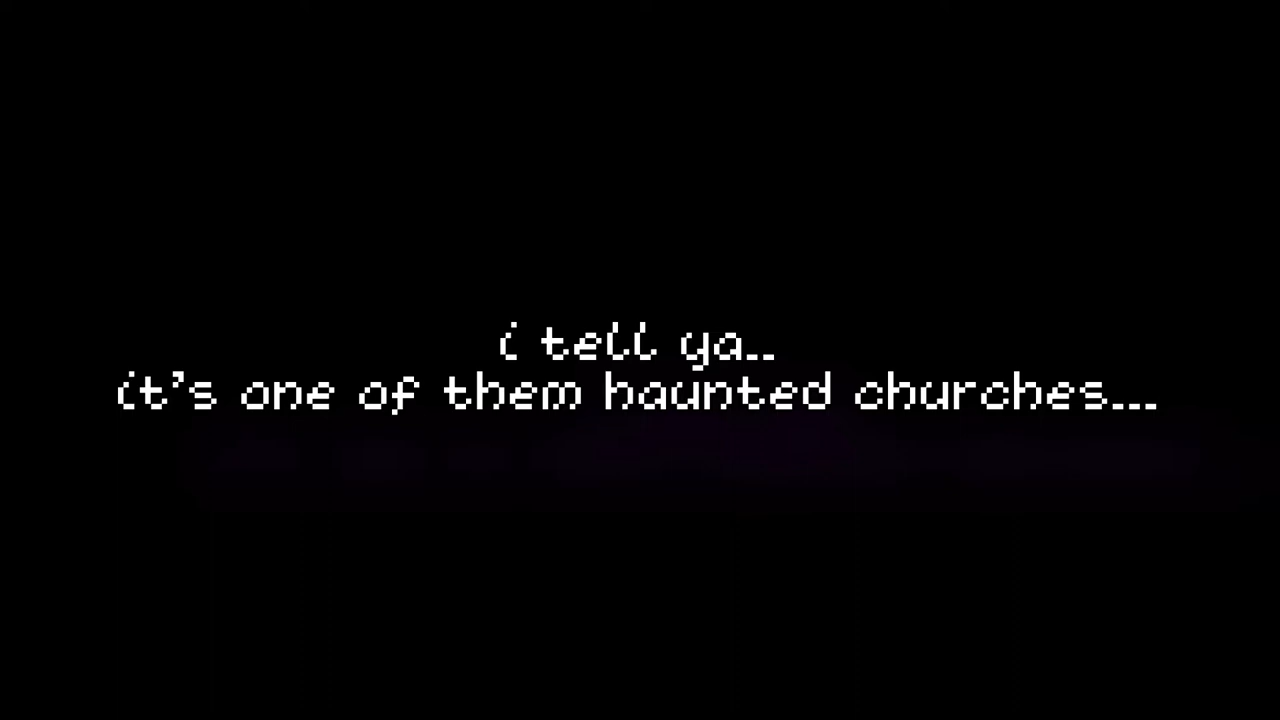 i tell ya..
it's one of them haunted churches...